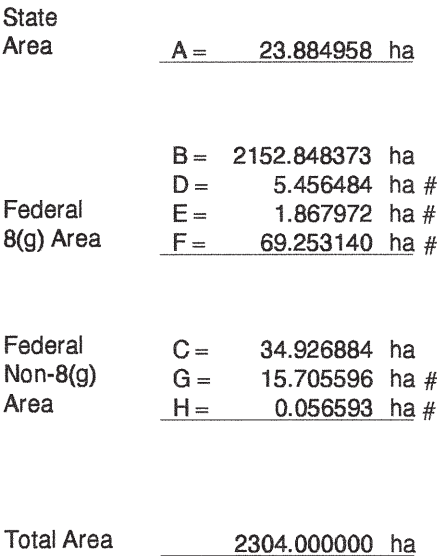 State
Area A = 23.884958 ha
B = 2152.848373 ha
D = 5.456484 ha #
Federal E = 1.867972 ha #
8(g) Area F = 69.253140 ha #
Federal C = 34.926884 ha
Non-8(g) G = 15.705596 ha #
Area H = 0.056593 ha #
Total Area 2304.000000 ha